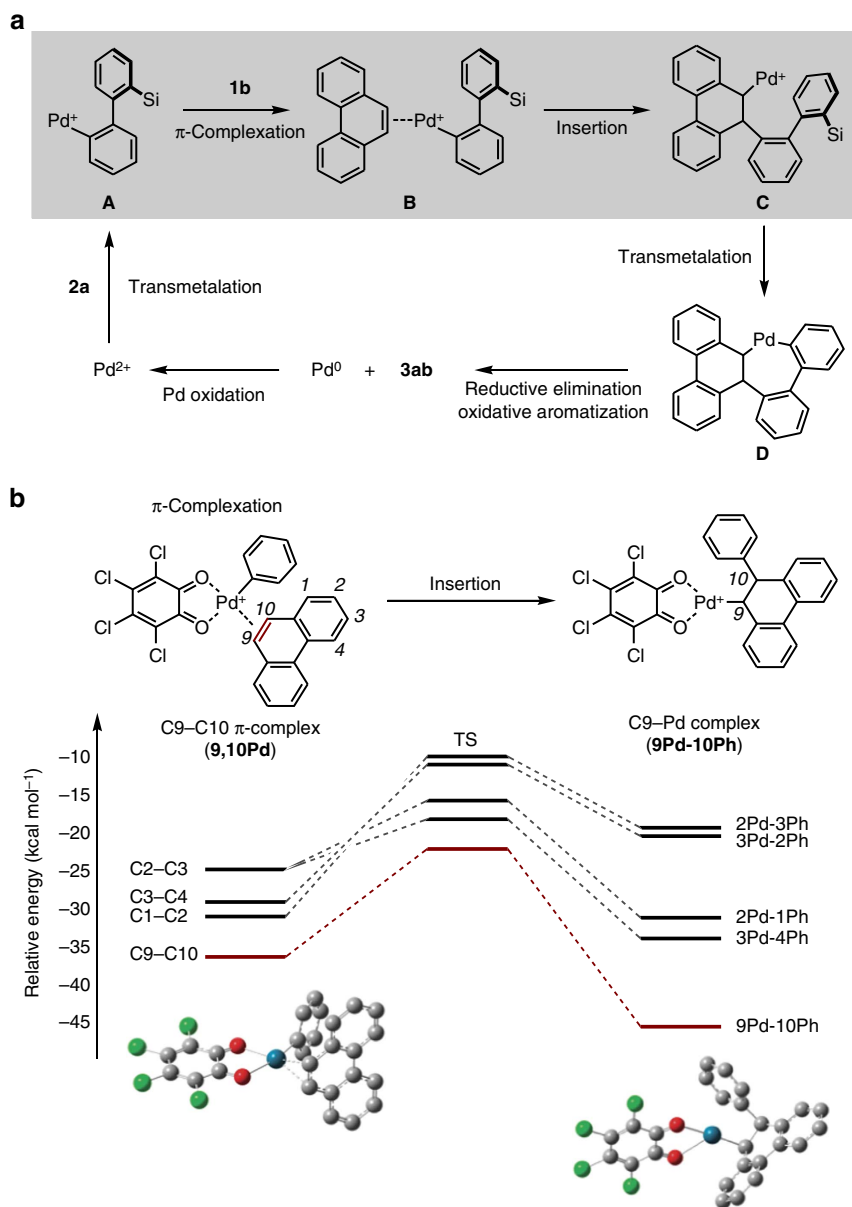 a
1b
π-Complexation
Insertion
Pd⁺
Si
A
Pd⁺
Si
B
Pd⁺
Si
C
2a
Transmetalation
Transmetalation
Pd²⁺
Pd oxidation
Pd⁰ + 3ab
Reductive elimination
oxidative aromatization
Pd
D
b
π-Complexation
Insertion
Cl
Cl
Cl
Cl
O
O
Pd⁺
1
2
3
4
10
9
Cl
Cl
Cl
Cl
O
O
Pd⁺
10
9
C9–C10 π-complex
(9,10Pd)
C9–Pd complex
(9Pd-10Ph)
TS
Relative energy (kcal mol⁻¹)
–10
–15
–20
–25
–30
–35
–40
–45
C2–C3
C3–C4
C1–C2
C9–C10
2Pd-3Ph
3Pd-2Ph
2Pd-1Ph
3Pd-4Ph
9Pd-10Ph